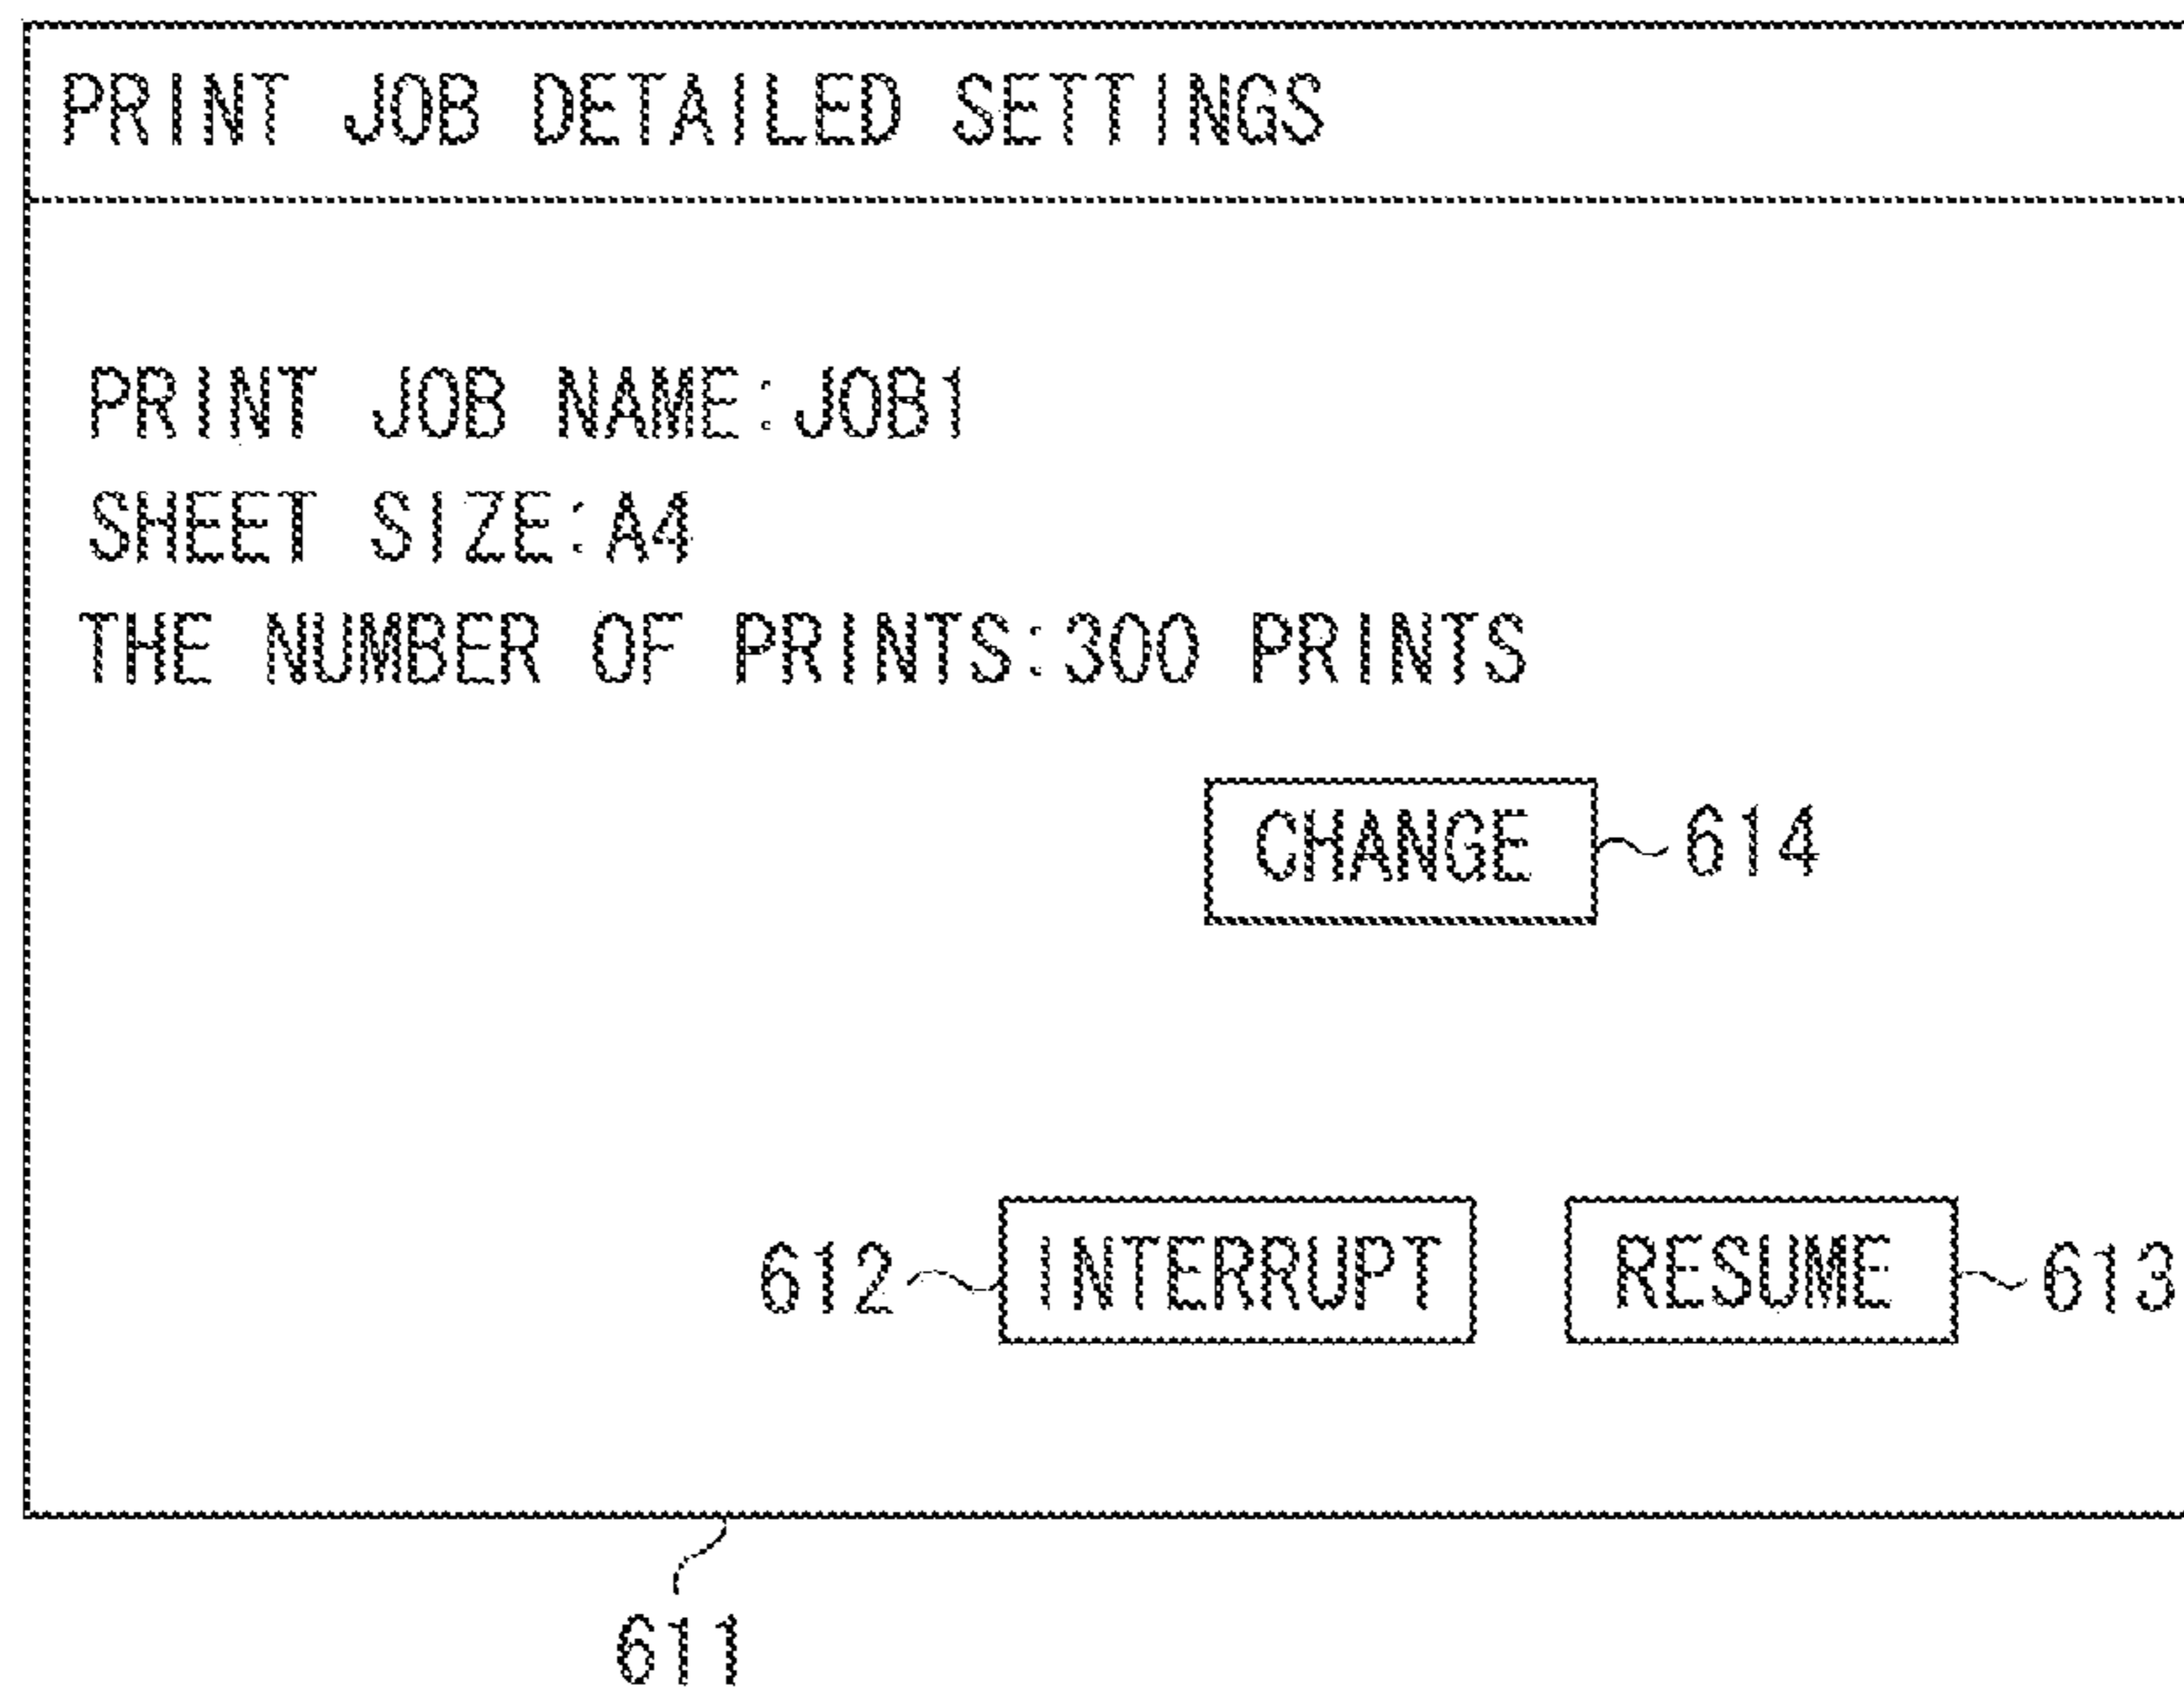 PRINT JOB DETAILED SETTINGS
PRINT JOB NAME:JOB1
SHEET SIZE:A4
THE NUMBER OF PRINTS:300 PRINTS
CHANGE 614
612 INTERRUPT RESUME 613
611